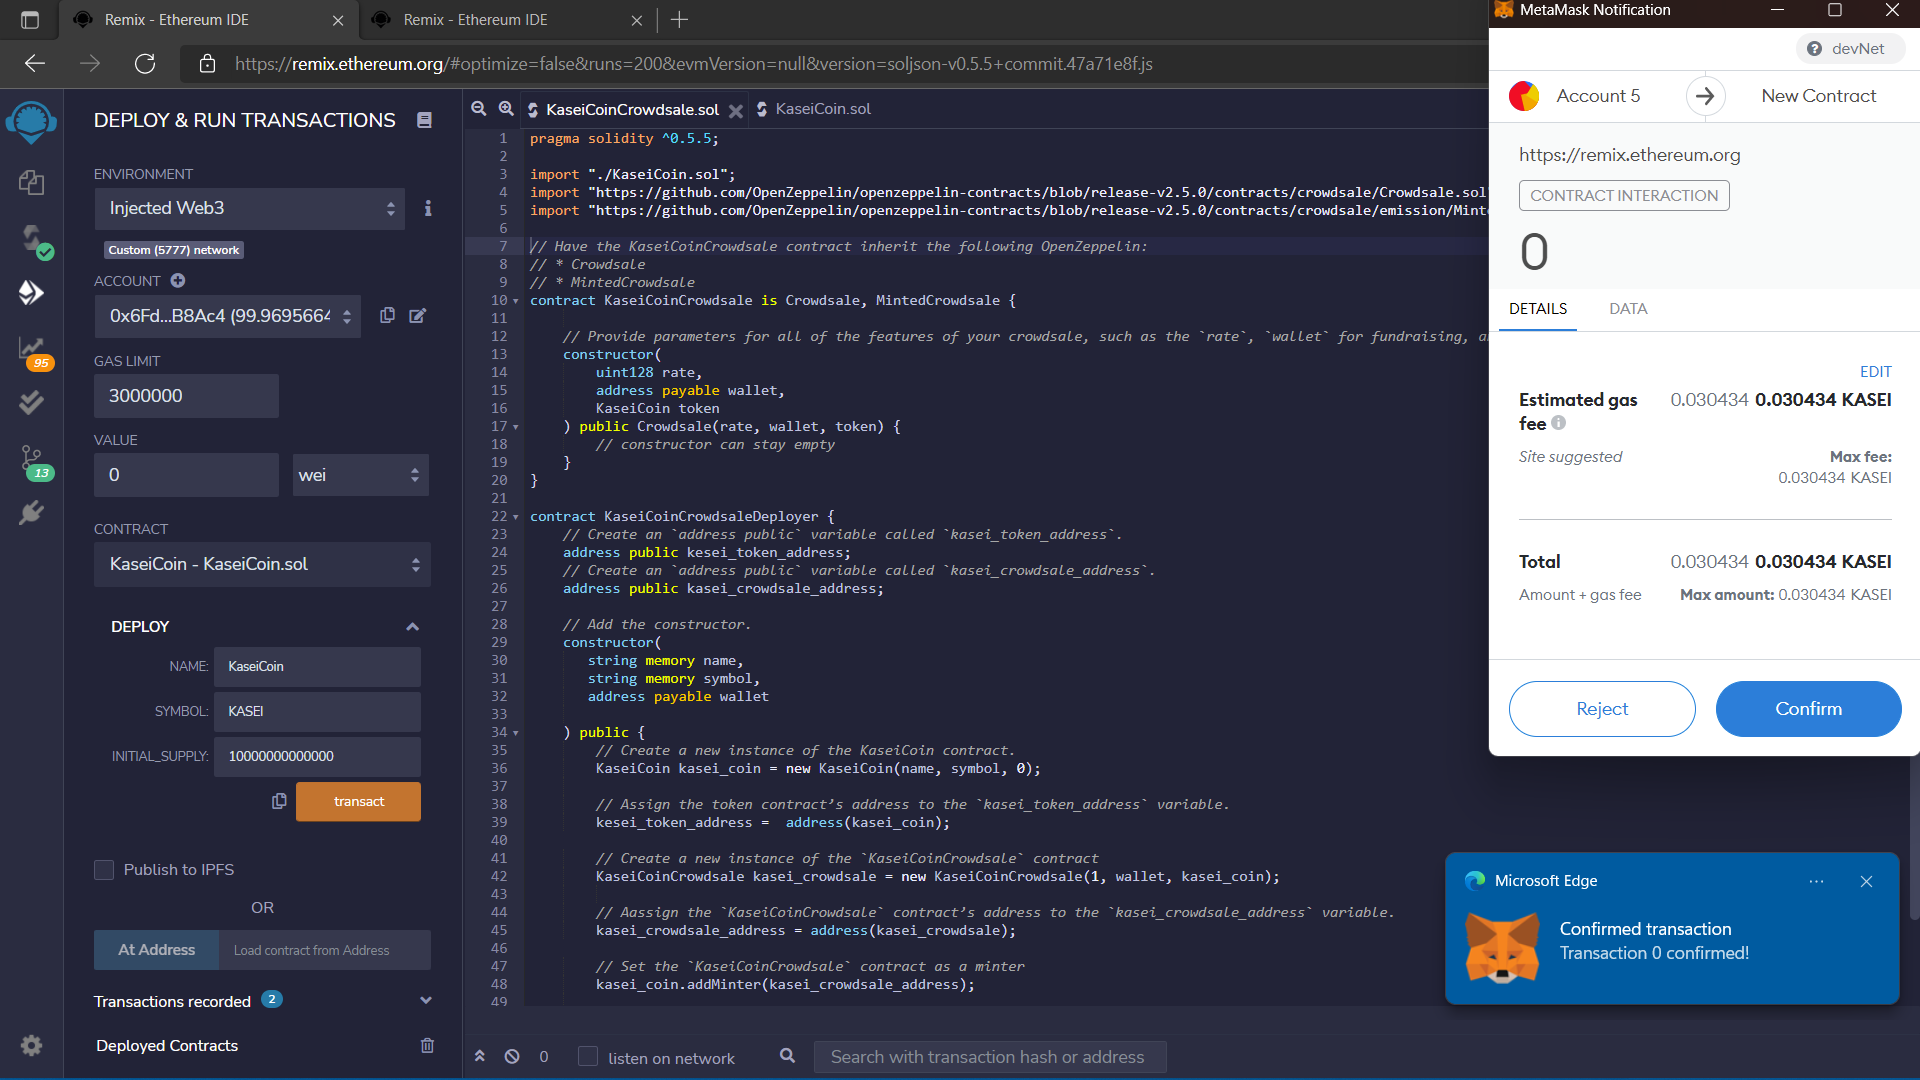 Remix - Ethereum IDE
Remix - Ethereum IDE
https://remix.ethereum.org/#optimize=false&runs=200&evmVersion=null&version=soljson-v0.5.5+commit.47a71e8f.js
DEPLOY & RUN TRANSACTIONS
ENVIRONMENT
Injected Web3
Custom (5777) network
ACCOUNT
0x6Fd...B8Ac4 (99.9695664
GAS LIMIT
3000000
VALUE
0
wei
CONTRACT
KaseiCoin - KaseiCoin.sol
DEPLOY
NAME: KaseiCoin
SYMBOL: KASEI
INITIAL_SUPPLY: 10000000000000
transact
Publish to IPFS
OR
At Address Load contract from Address
Transactions recorded 2
Deployed Contracts
95
13
KaseiCoinCrowdsale.sol
KaseiCoin.sol
1 pragma solidity ^0.5.5;
2
3 import "./KaseiCoin.sol";
4 import "https://github.com/OpenZeppelin/openzeppelin-contracts/blob/release-v2.5.0/contracts/crowdsale/Crowdsale.sol"
5 import "https://github.com/OpenZeppelin/openzeppelin-contracts/blob/release-v2.5.0/contracts/crowdsale/emission/Mint
6
7 // Have the KaseiCoinCrowdsale contract inherit the following OpenZeppelin:
8 // * Crowdsale
9 // * MintedCrowdsale
10 contract KaseiCoinCrowdsale is Crowdsale, MintedCrowdsale {
11
12 // Provide parameters for all of the features of your crowdsale, such as the `rate`, `wallet` for fundraising, a
13 constructor(
14 uint128 rate,
15 address payable wallet,
16 KaseiCoin token
17 ) public Crowdsale(rate, wallet, token) {
18 // constructor can stay empty
19 }
20 }
21
22 contract KaseiCoinCrowdsaleDeployer {
23 // Create an `address public` variable called `kasei_token_address`.
24 address public kesei_token_address;
25 // Create an `address public` variable called `kasei_crowdsale_address`.
26 address public kasei_crowdsale_address;
27
28 // Add the constructor.
29 constructor(
30 string memory name,
31 string memory symbol,
32 address payable wallet
33
34 ) public {
35 // Create a new instance of the KaseiCoin contract.
36 KaseiCoin kasei_coin = new KaseiCoin(name, symbol, 0);
37
38 // Assign the token contract’s address to the `kasei_token_address` variable.
39 kesei_token_address = address(kasei_coin);
40
41 // Create a new instance of the `KaseiCoinCrowdsale` contract
42 KaseiCoinCrowdsale kasei_crowdsale = new KaseiCoinCrowdsale(1, wallet, kasei_coin);
43
44 // Aassign the `KaseiCoinCrowdsale` contract’s address to the `kasei_crowdsale_address` variable.
45 kasei_crowdsale_address = address(kasei_crowdsale);
46
47 // Set the `KaseiCoinCrowdsale` contract as a minter
48 kasei_coin.addMinter(kasei_crowdsale_address);
49
0
listen on network
Search with transaction hash or address
MetaMask Notification
devNet
Account 5
New Contract
https://remix.ethereum.org
CONTRACT INTERACTION
0
DETAILS
DATA
EDIT
Estimated gas fee 0.030434 0.030434 KASEI
Site suggested
Max fee:
0.030434 KASEI
Total 0.030434 0.030434 KASEI
Amount + gas fee Max amount: 0.030434 KASEI
Reject
Confirm
Microsoft Edge
Confirmed transaction
Transaction 0 confirmed!